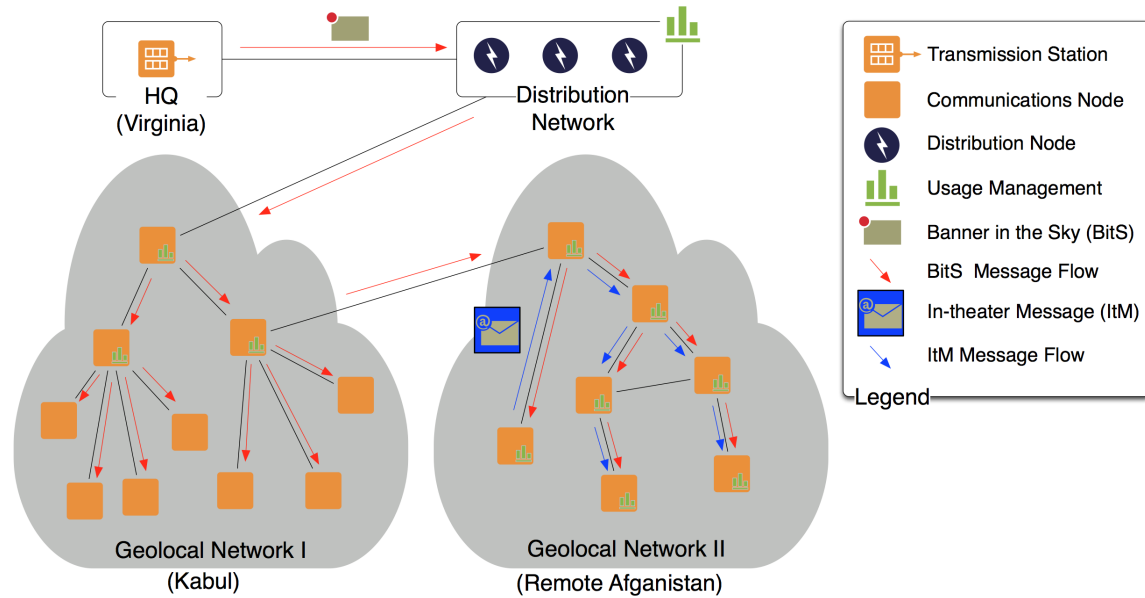 HQ
(Virginia)
Distribution
Network
Transmission Station
Communications Node
Distribution Node
Usage Management
Banner in the Sky (BitS)
BitS Message Flow
@
In-theater Message (ItM)
ItM Message Flow
Legend
@
Geolocal Network I
(Kabul)
Geolocal Network II
(Remote Afganistan)